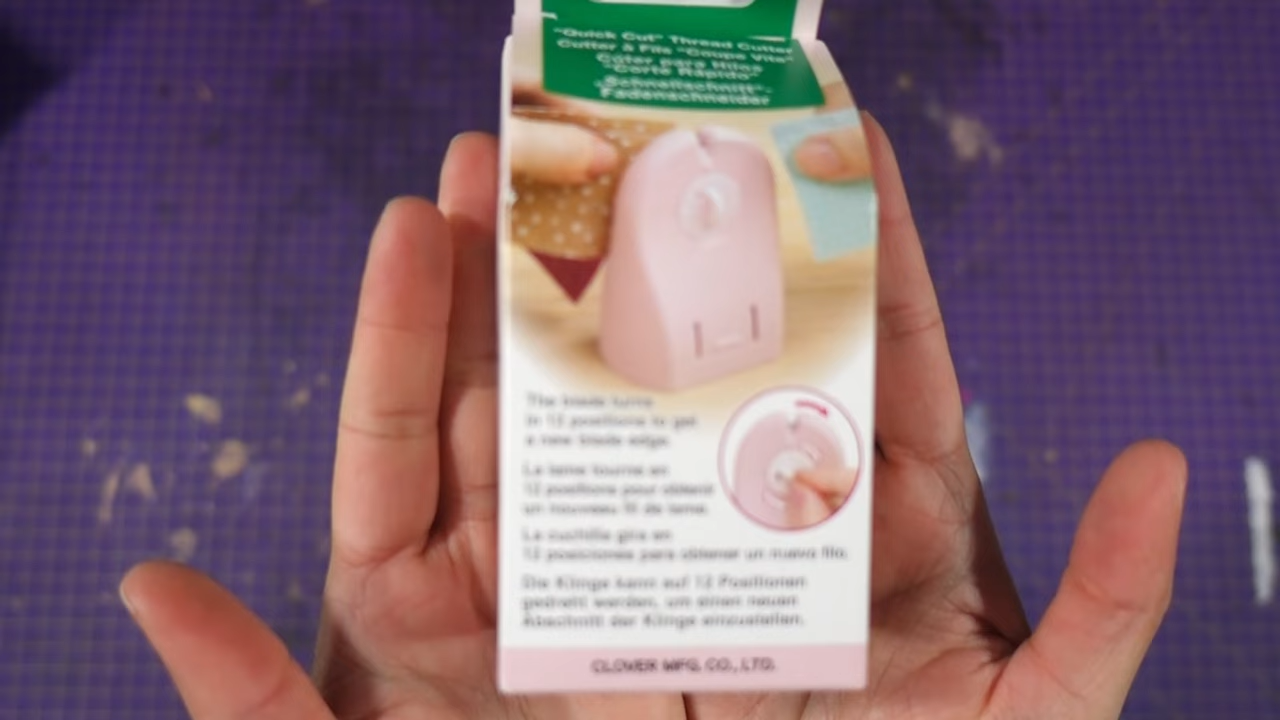 "Quick Cut" Thread Cutter
Cutter à Fils "Coupe Vite"
Cúter para Hilos
"Corte Rápido"
"Schnellschnitt"-
Fadenschneider
The blade turns
in 12 positions to get
a new blade edge.
La lame tourne en
12 positions pour obtenir
un nouveau fil de lame.
La cuchilla gira en
12 posiciones para obtener un nuevo filo.
Die Klinge kann auf 12 Positionen
gedreht werden, um einen neuen
Abschnitt der Klinge einzustellen.
CLOVER MFG. CO., LTD.